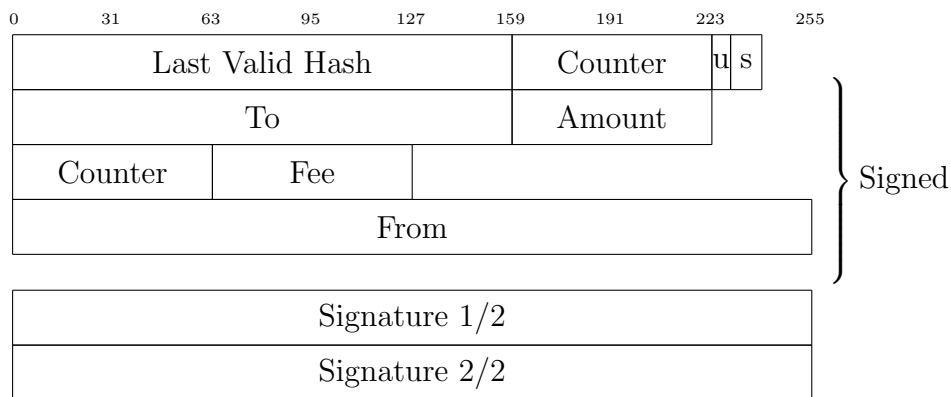 0 31 63 95 127 159 191 223 255
Last Valid Hash Counter u s
To Amount
Counter Fee
Signed
From
Signature 1/2
Signature 2/2